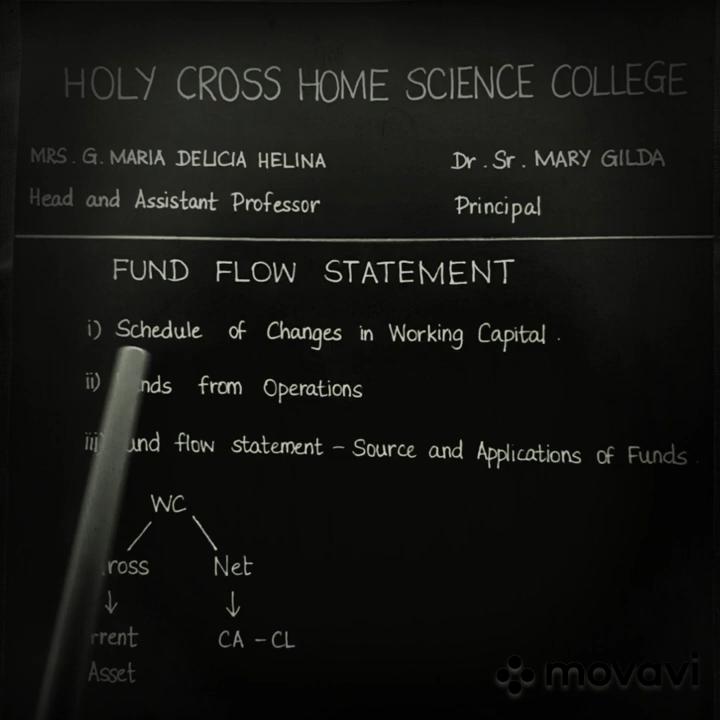 HOLY CROSS HOME SCIENCE COLLEGE
MRS. G. MARIA DELICIA HELINA Dr. Sr. MARY GILDA
Head and Assistant Professor Principal
FUND FLOW STATEMENT
i) Schedule of Changes in Working Capital.
ii) nds from Operations
iii) und flow statement - Source and Applications of Funds.
WC
ross Net
rrent CA - CL
Asset
movavi